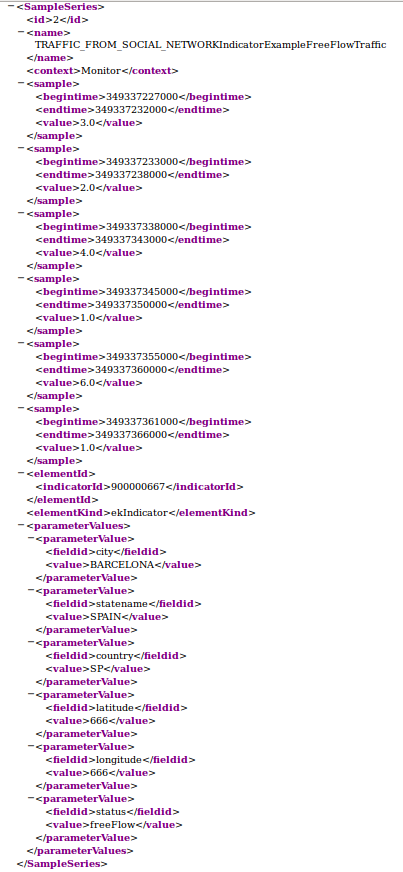 −<SampleSeries>
<id>2</id>
−<name>
TRAFFIC_FROM_SOCIAL_NETWORKIndicatorExampleFreeFlowTraffic
</name>
<context>Monitor</context>
−<sample>
<begintime>349337227000</begintime>
<endtime>349337232000</endtime>
<value>3.0</value>
</sample>
−<sample>
<begintime>349337233000</begintime>
<endtime>349337238000</endtime>
<value>2.0</value>
</sample>
−<sample>
<begintime>349337338000</begintime>
<endtime>349337343000</endtime>
<value>4.0</value>
</sample>
−<sample>
<begintime>349337345000</begintime>
<endtime>349337350000</endtime>
<value>1.0</value>
</sample>
−<sample>
<begintime>349337355000</begintime>
<endtime>349337360000</endtime>
<value>6.0</value>
</sample>
−<sample>
<begintime>349337361000</begintime>
<endtime>349337366000</endtime>
<value>1.0</value>
</sample>
−<elementId>
<indicatorId>900000667</indicatorId>
</elementId>
<elementKind>ekIndicator</elementKind>
−<parameterValues>
−<parameterValue>
<fieldid>city</fieldid>
<value>BARCELONA</value>
</parameterValue>
−<parameterValue>
<fieldid>statename</fieldid>
<value>SPAIN</value>
</parameterValue>
−<parameterValue>
<fieldid>country</fieldid>
<value>SP</value>
</parameterValue>
−<parameterValue>
<fieldid>latitude</fieldid>
<value>666</value>
</parameterValue>
−<parameterValue>
<fieldid>longitude</fieldid>
<value>666</value>
</parameterValue>
−<parameterValue>
<fieldid>status</fieldid>
<value>freeFlow</value>
</parameterValue>
</parameterValues>
</SampleSeries>